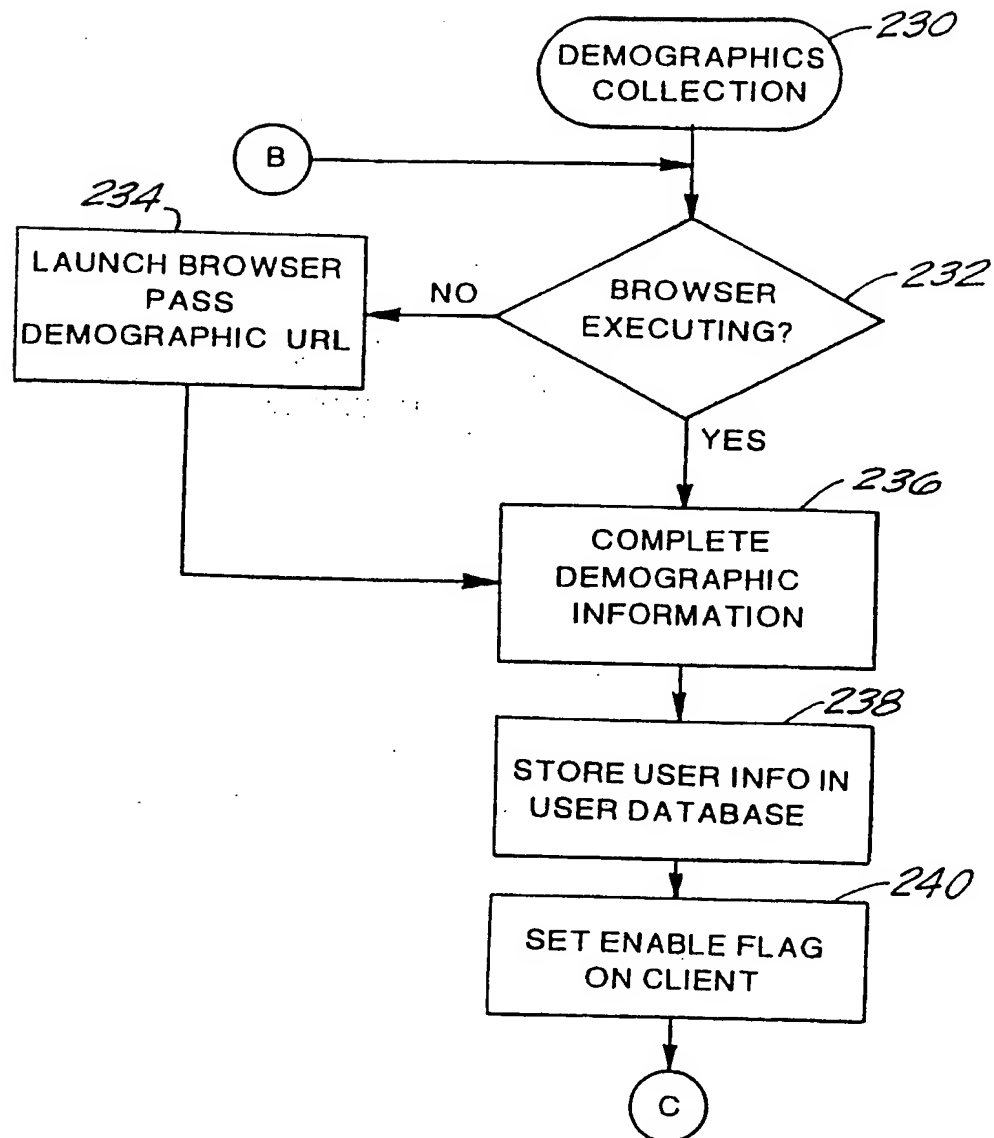 230
DEMOGRAPHICS
COLLECTION
B
234
LAUNCH BROWSER
PASS
DEMOGRAPHIC URL
NO
BROWSER
EXECUTING?
232
YES
236
COMPLETE
DEMOGRAPHIC
INFORMATION
238
STORE USER INFO IN
USER DATABASE
240
SET ENABLE FLAG
ON CLIENT
C